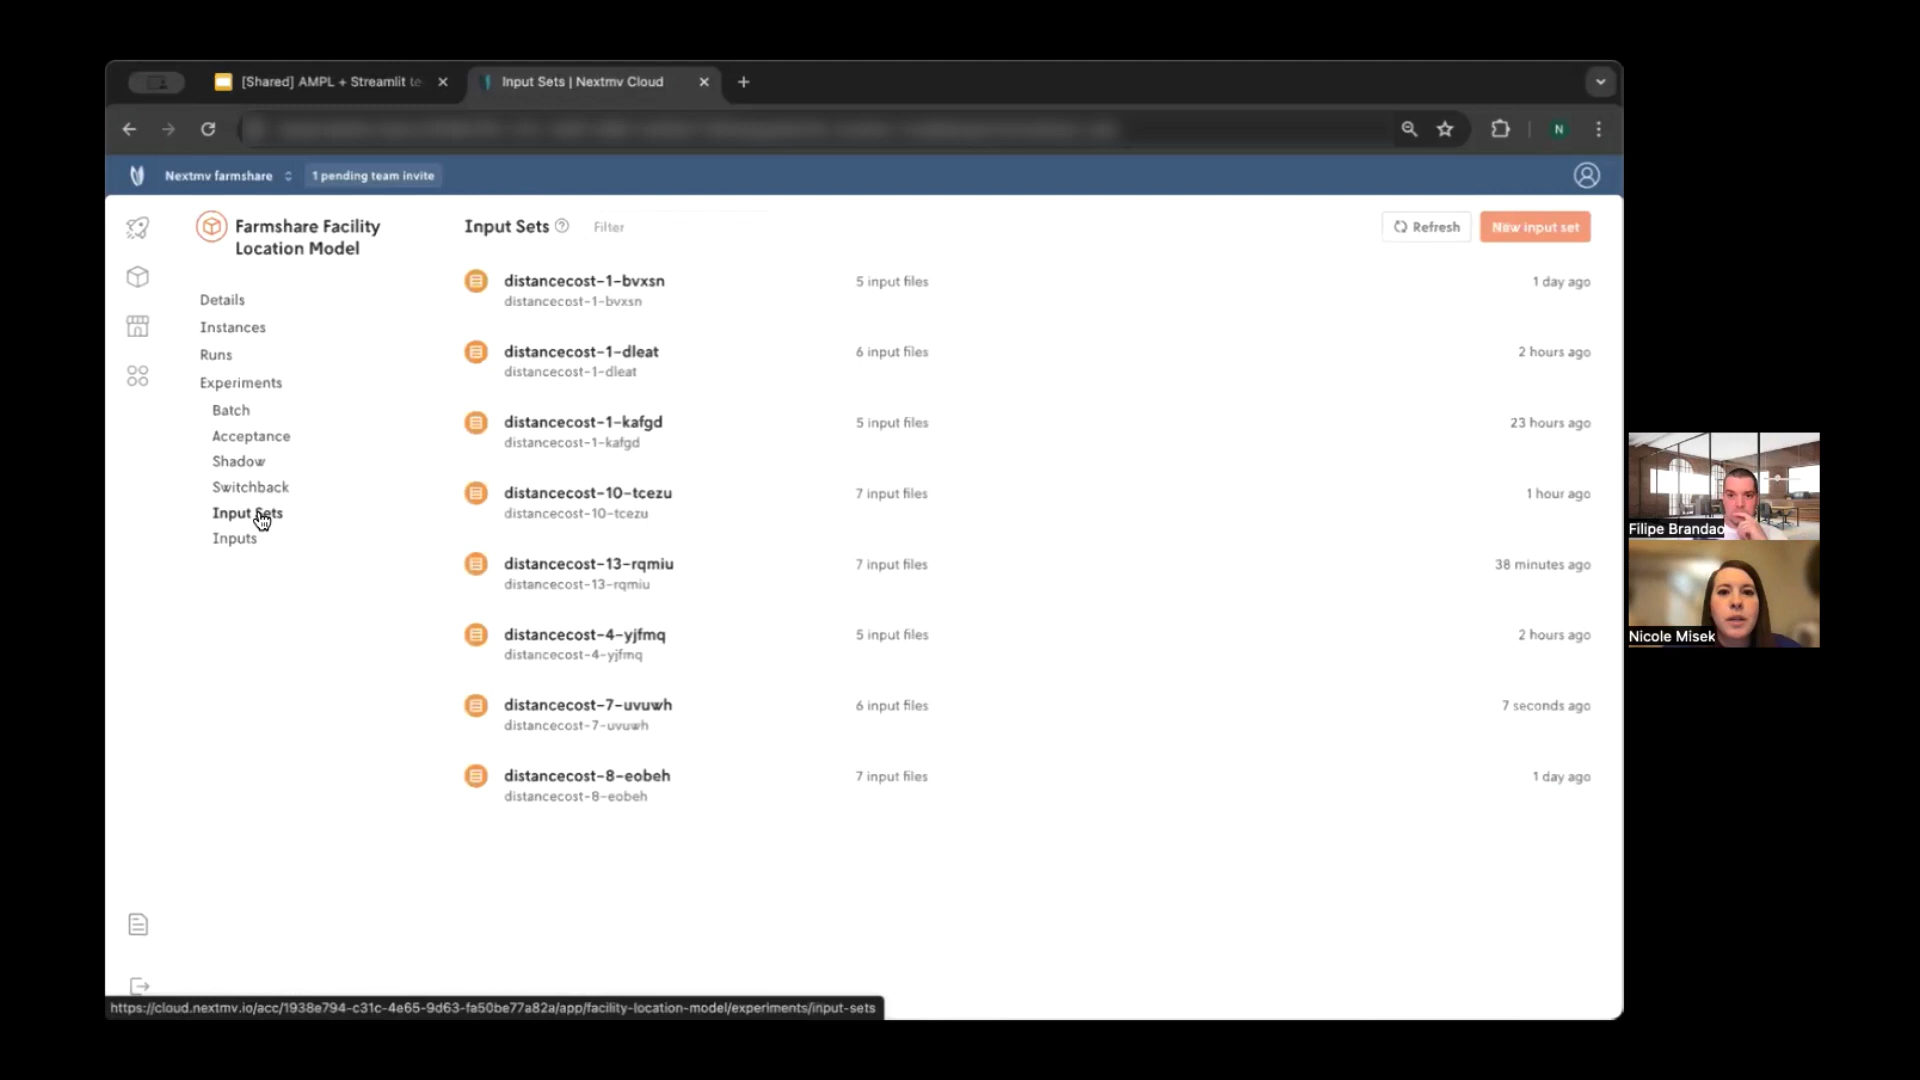 [Shared] AMPL + Streamlit te
Input Sets | Nextmv Cloud
N
Nextmv farmshare
1 pending team invite
Farmshare Facility
Location Model
Details
Instances
Runs
Experiments
Batch
Acceptance
Shadow
Switchback
Input Sets
Inputs
Input Sets
Filter
Refresh
New input set
distancecost-1-bvxsn
distancecost-1-bvxsn
5 input files
1 day ago
distancecost-1-dleat
distancecost-1-dleat
6 input files
2 hours ago
distancecost-1-kafgd
distancecost-1-kafgd
5 input files
23 hours ago
distancecost-10-tcezu
distancecost-10-tcezu
7 input files
1 hour ago
distancecost-13-rqmiu
distancecost-13-rqmiu
7 input files
38 minutes ago
distancecost-4-yjfmq
distancecost-4-yjfmq
5 input files
2 hours ago
distancecost-7-uvuwh
distancecost-7-uvuwh
6 input files
7 seconds ago
distancecost-8-eobeh
distancecost-8-eobeh
7 input files
1 day ago
https://cloud.nextmv.io/acc/1938e794-c31c-4e65-9d63-fa50be77a82a/app/facility-location-model/experiments/input-sets
Filipe Brandao
Nicole Misek